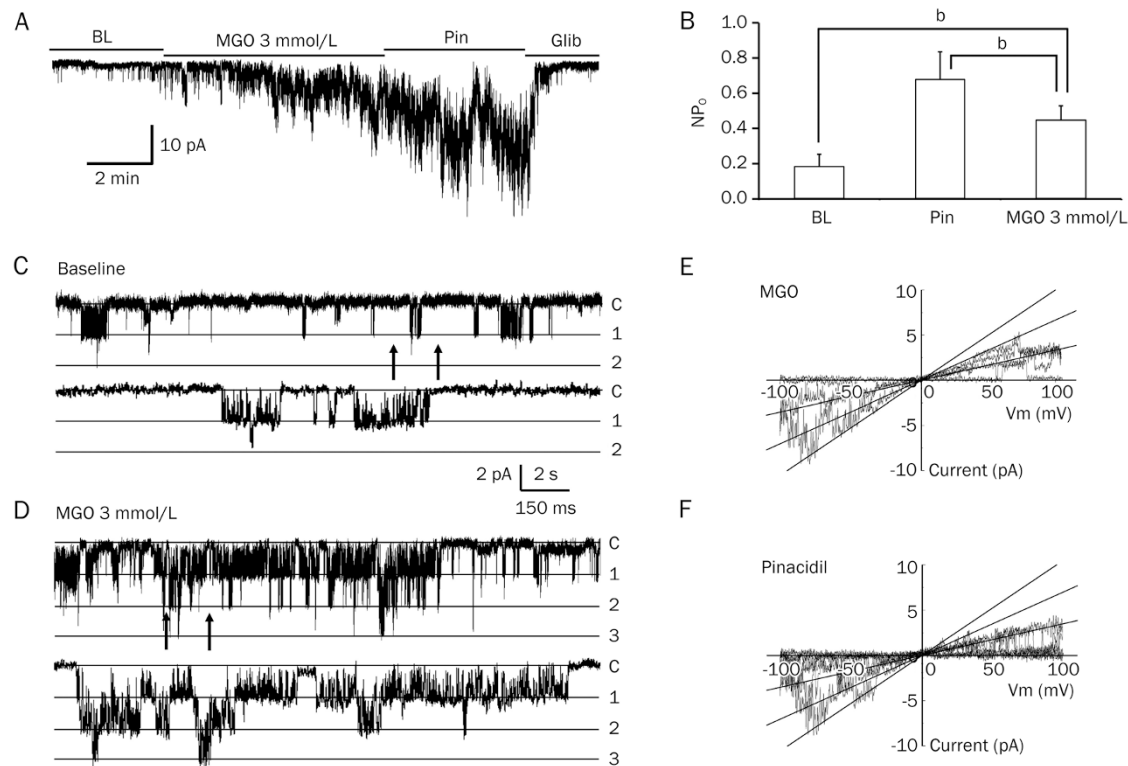 A
BL MGO 3 mmol/L Pin Glib
10 pA
2 min
B
b
b
NPo
1.0
0.8
0.6
0.4
0.2
0.0
BL Pin MGO 3 mmol/L
C
Baseline
C
1
2
C
1
2
2 pA 2 s
150 ms
D
MGO 3 mmol/L
C
1
2
3
C
1
2
3
E
MGO
10
5
0
-100 -50 0 50 100
Vm (mV)
-5
-10 Current (pA)
F
Pinacidil
10
5
0
-100 -50 0 50 100
Vm (mV)
-5
-10 Current (pA)